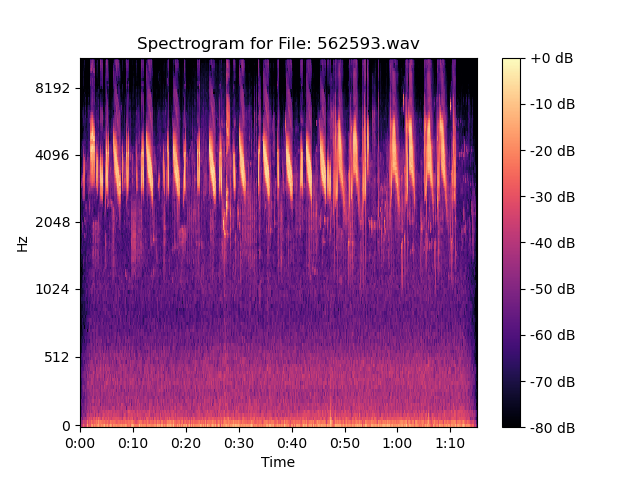 Spectrogram for File: 562593.wav
Hz
8192
4096
2048
1024
512
0
0:00 0:10 0:20 0:30 0:40 0:50 1:00 1:10
Time
+0 dB
-10 dB
-20 dB
-30 dB
-40 dB
-50 dB
-60 dB
-70 dB
-80 dB